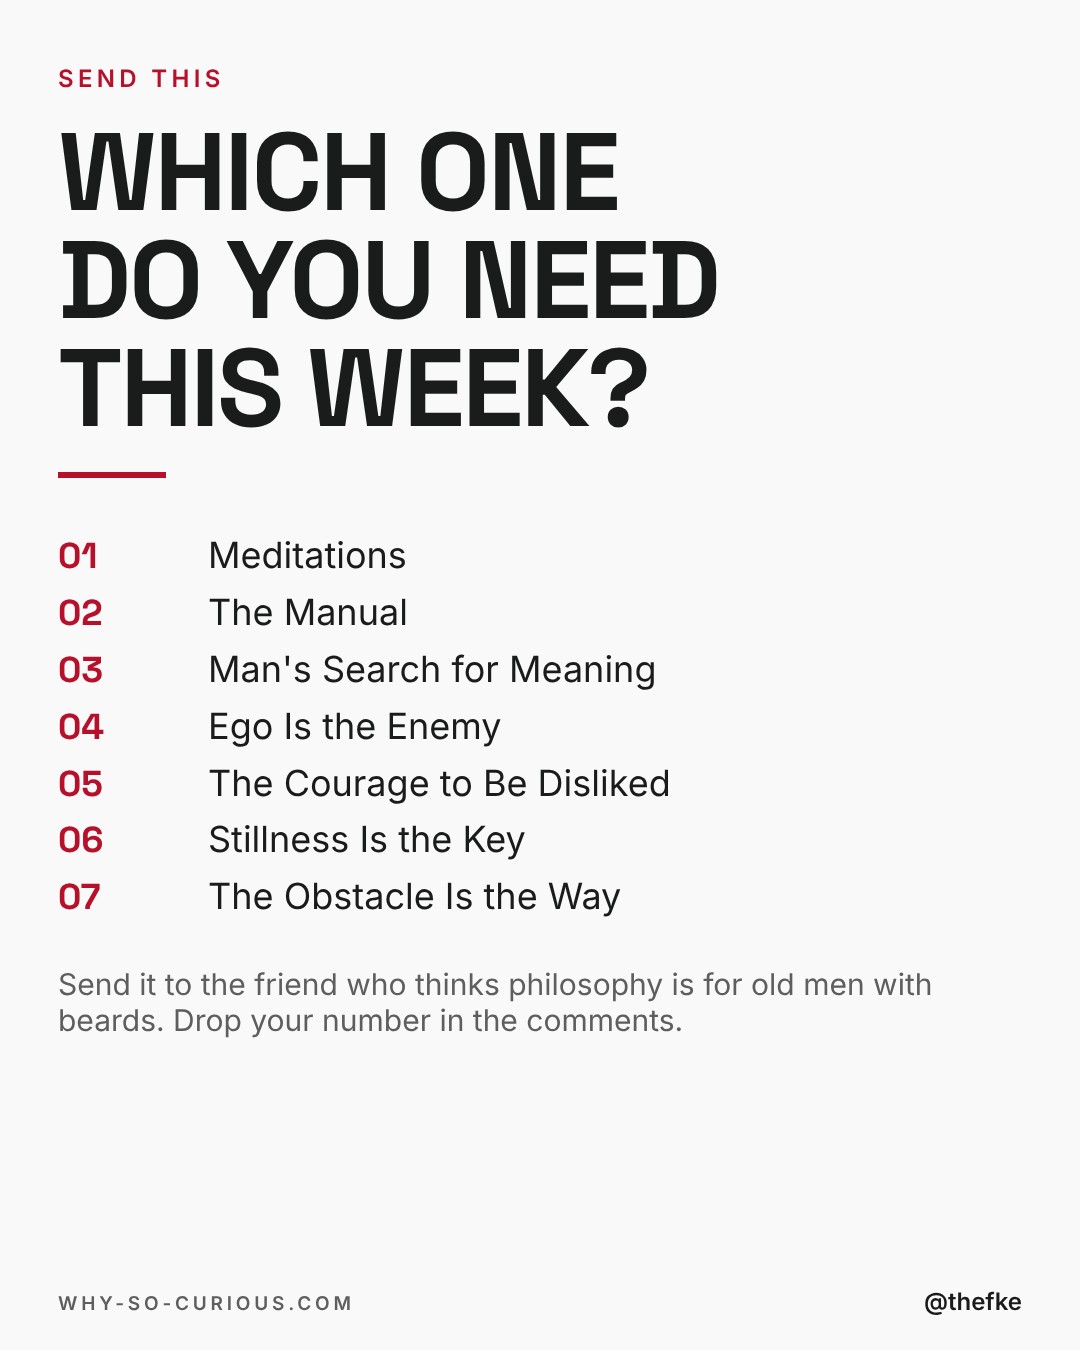 SEND THIS
WHICH ONE
DO YOU NEED
THIS WEEK?
01 Meditations
02 The Manual
03 Man's Search for Meaning
04 Ego Is the Enemy
05 The Courage to Be Disliked
06 Stillness Is the Key
07 The Obstacle Is the Way
Send it to the friend who thinks philosophy is for old men with
beards. Drop your number in the comments.
WHY-SO-CURIOUS.COM
@thefke